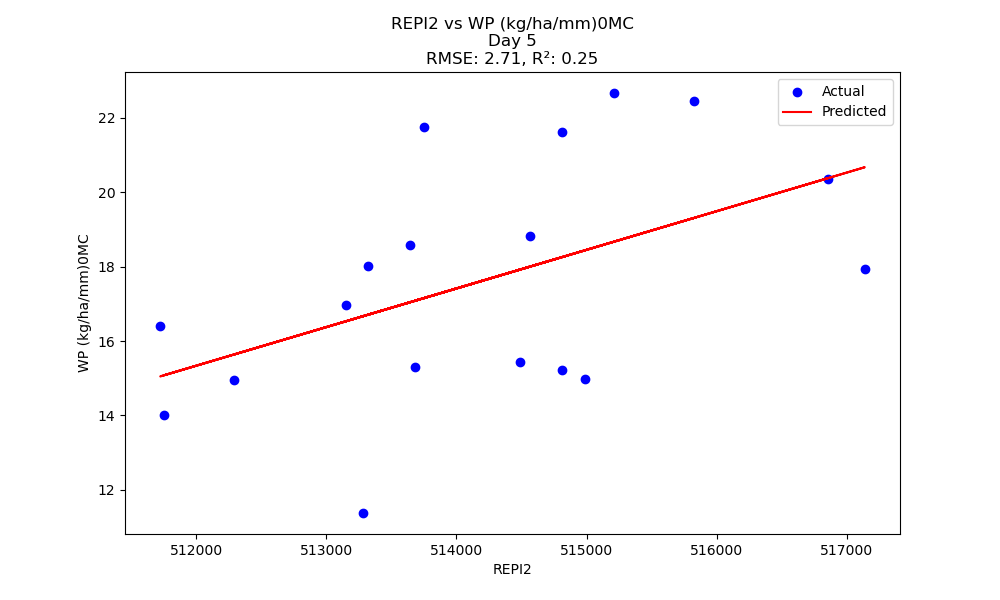 REPI2 vs WP (kg/ha/mm)0MC
Day 5
RMSE: 2.71, R²: 0.25
Actual
Predicted
WP (kg/ha/mm)0MC
22
20
18
16
14
12
512000 513000 514000 515000 516000 517000
REPI2